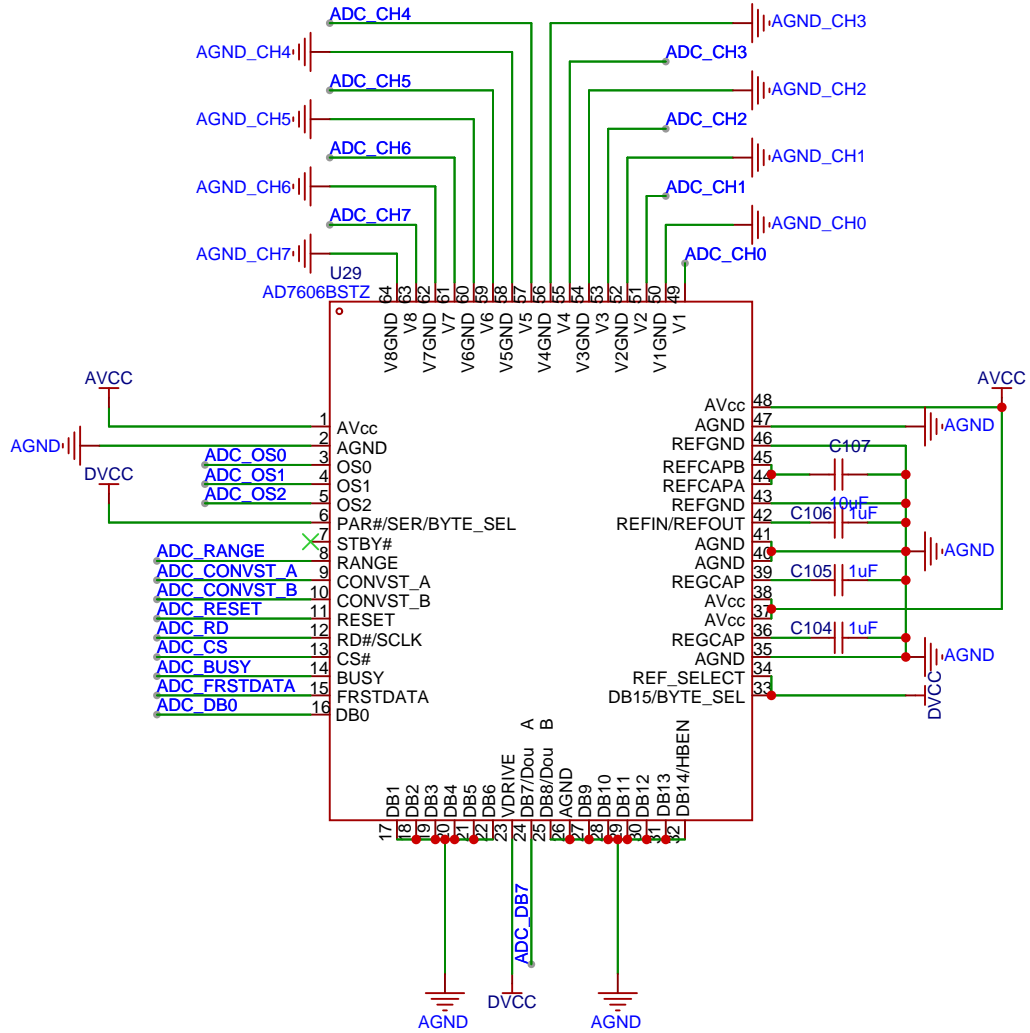 ADC_CH4
AGND_CH3
AGND_CH4
ADC_CH3
ADC_CH5
AGND_CH2
AGND_CH5
ADC_CH2
ADC_CH6
AGND_CH1
AGND_CH6
ADC_CH1
ADC_CH7
AGND_CH0
AGND_CH7
ADC_CH0
U29
AD7606BSTZ
64 63 62 61 60 59 58 57 56 55 54 53 52 51 50 49
V8GND V8 V7GND V7 V6GND V6 V5GND V5 V4GND V4 V3GND V3 V2GND V2 V1GND V1
AVCC
AGND
ADC_OS0
ADC_OS1
DVCC
ADC_OS2
ADC_RANGE
ADC_CONVST_A
ADC_CONVST_B
ADC_RESET
ADC_RD
ADC_CS
ADC_BUSY
ADC_FRSTDATA
ADC_DB0
1 AVcc
2 AGND
3 OS0
4 OS1
5 OS2
6 PAR#/SER/BYTE_SEL
7 STBY#
8 RANGE
9 CONVST_A
10 CONVST_B
11 RESET
12 RD#/SCLK
13 CS#
14 BUSY
15 FRSTDATA
16 DB0
AVcc 48
AGND 47
REFGND 46
REFCAPB 45
REFCAPA 44
REFGND 43
REFIN/REFOUT 42
AGND 41
AGND 40
REGCAP 39
AVcc 38
AVcc 37
REGCAP 36
AGND 35
REF_SELECT 34
DB15/BYTE_SEL 33
AVCC
AGND
C107
10uF
C106 1uF
AGND
C105 1uF
C104 1uF
AGND
DVCC
DB1 DB2 DB3 DB4 DB5 DB6 VDRIVE DB7/Dou A DB8/Dou B AGND DB9 DB10 DB11 DB12 DB13 DB14/HBEN
17 18 19 20 21 22 23 24 25 26 27 28 29 30 31 32
ADC_DB7
AGND
DVCC
AGND